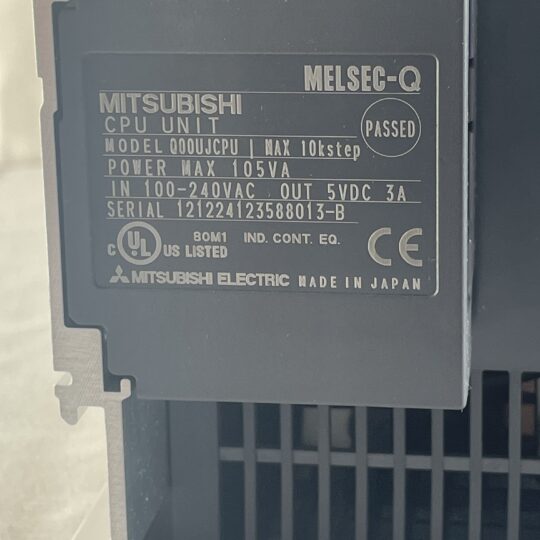 MELSEC-Q
MITSUBISHI
CPU UNIT
PASSED
MODEL Q00UJCPU | MAX 10kstep
POWER MAX 105VA
IN 100-240VAC OUT 5VDC 3A
SERIAL 121224123588013-B
C UL US LISTED 80M1 IND. CONT. EQ. CE
MITSUBISHI ELECTRIC MADE IN JAPAN